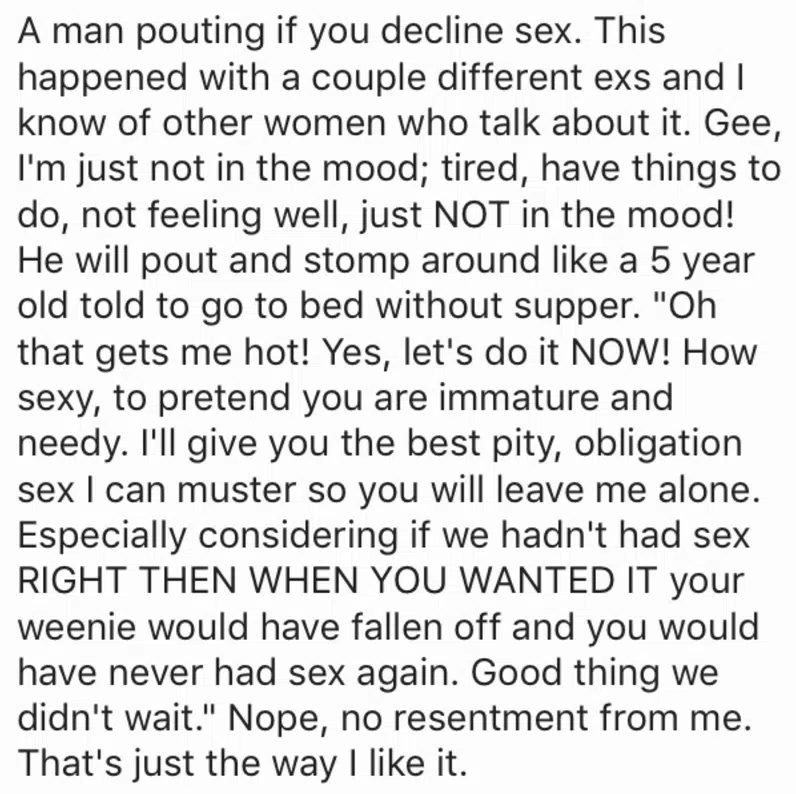 A man pouting if you decline sex. This
happened with a couple different exs and I
know of other women who talk about it. Gee,
I'm just not in the mood; tired, have things to
do, not feeling well, just NOT in the mood!
He will pout and stomp around like a 5 year
old told to go to bed without supper. "Oh
that gets me hot! Yes, let's do it NOW! How
sexy, to pretend you are immature and
needy. I'll give you the best pity, obligation
sex I can muster so you will leave me alone.
Especially considering if we hadn't had sex
RIGHT THEN WHEN YOU WANTED IT your
weenie would have fallen off and you would
have never had sex again. Good thing we
didn't wait." Nope, no resentment from me.
That's just the way I like it.